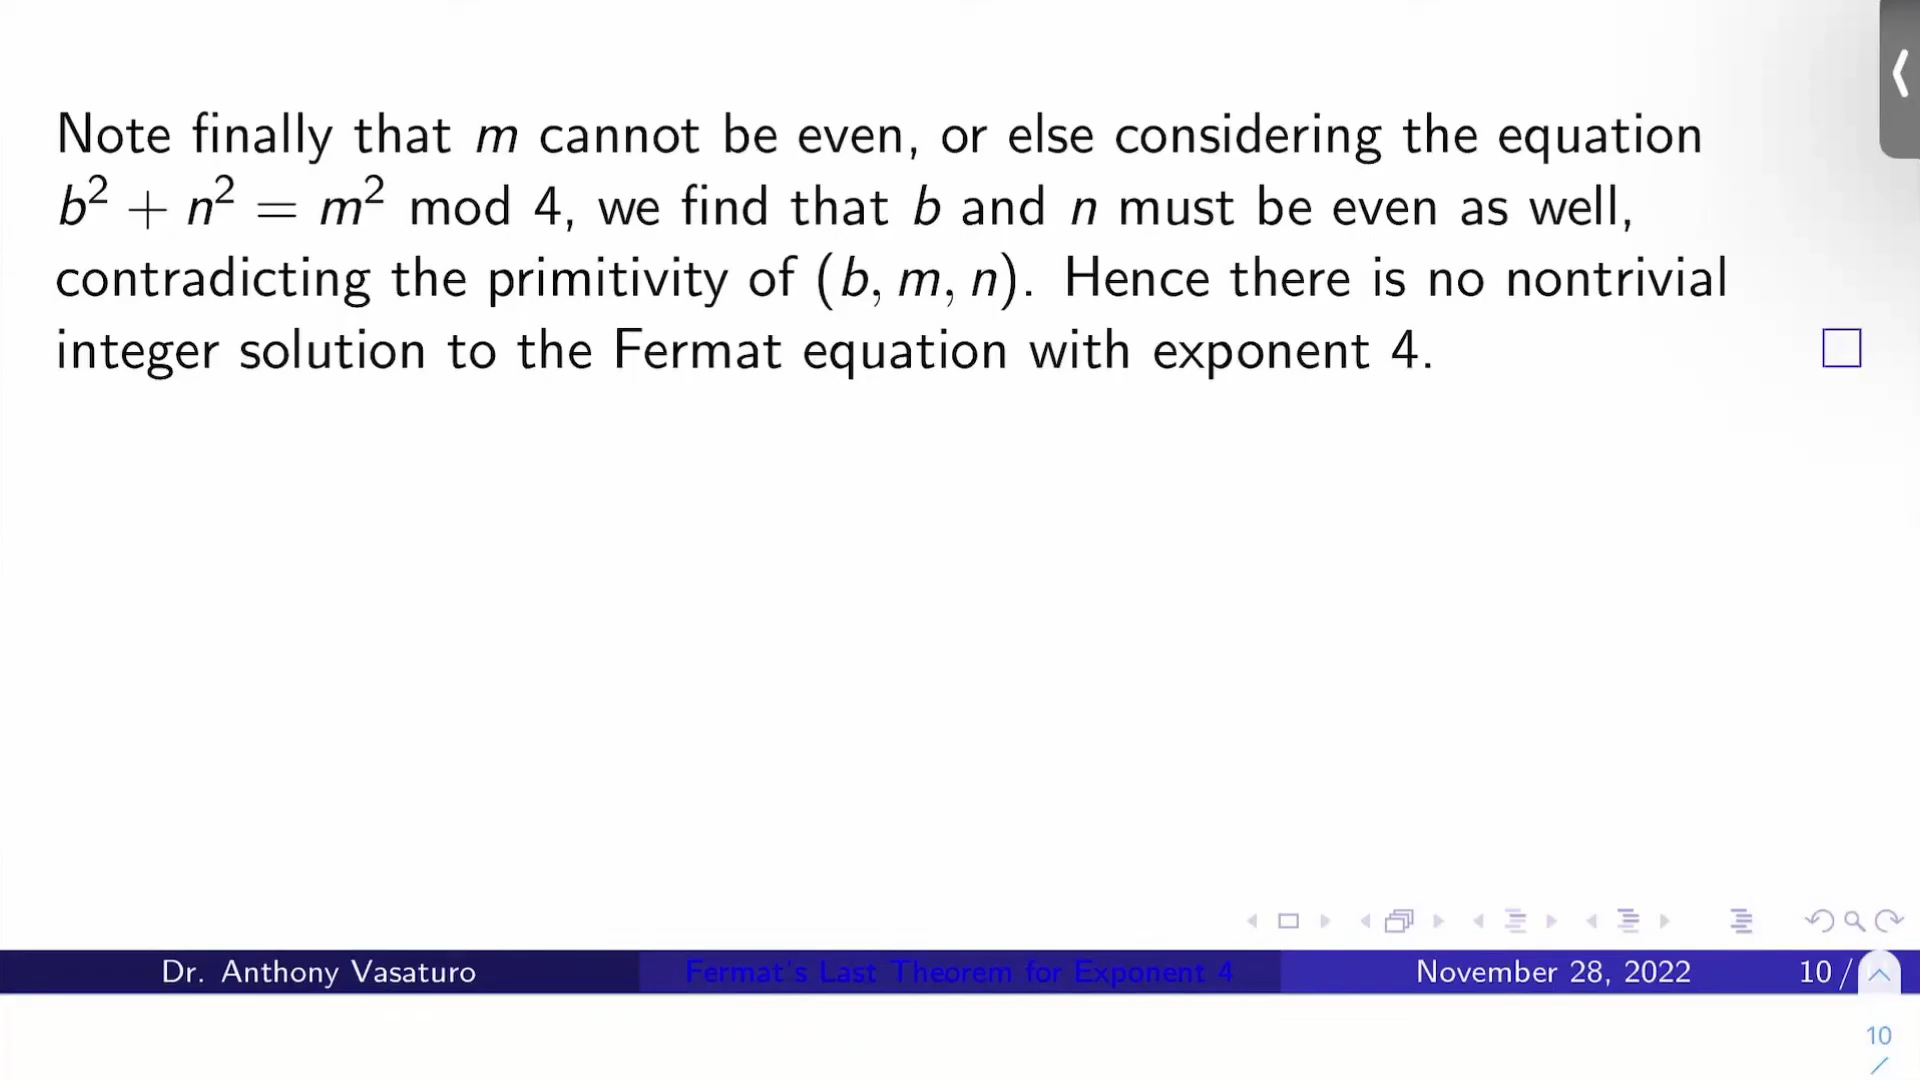 Note finally that m cannot be even, or else considering the equation
b² + n² = m² mod 4, we find that b and n must be even as well,
contradicting the primitivity of (b, m, n). Hence there is no nontrivial
integer solution to the Fermat equation with exponent 4.
Dr. Anthony Vasaturo Fermat's Last Theorem for Exponent 4 November 28, 2022 10 /
10
/